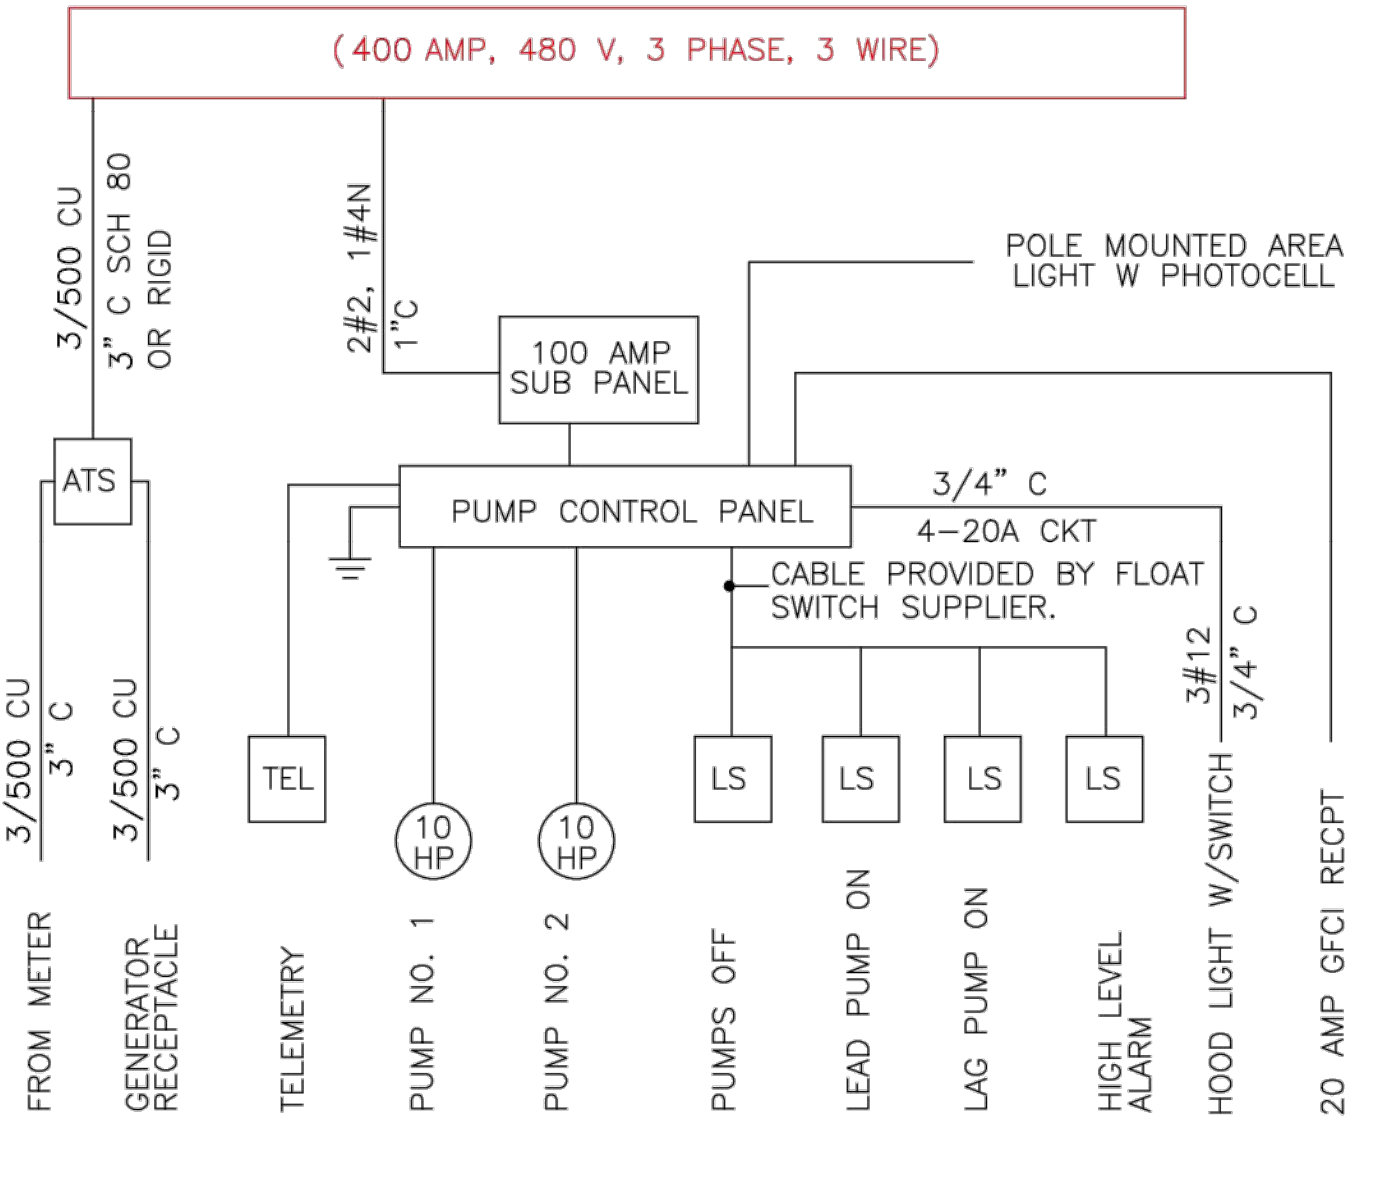 (400 AMP, 480 V, 3 PHASE, 3 WIRE)
3/500 CU
3" C SCH 80
OR RIGID
2#2, 1#4N
1"C
POLE MOUNTED AREA
LIGHT W PHOTOCELL
100 AMP
SUB PANEL
ATS
PUMP CONTROL PANEL
3/4" C
4-20A CKT
CABLE PROVIDED BY FLOAT
SWITCH SUPPLIER.
3#12
3/4" C
3/500 CU
3" C
3/500 CU
3" C
TEL
10
HP
10
HP
LS
LS
LS
LS
FROM METER
GENERATOR
RECEPTACLE
TELEMETRY
PUMP NO. 1
PUMP NO. 2
PUMPS OFF
LEAD PUMP ON
LAG PUMP ON
HIGH LEVEL
ALARM
HOOD LIGHT W/SWITCH
20 AMP GFCI RECPT